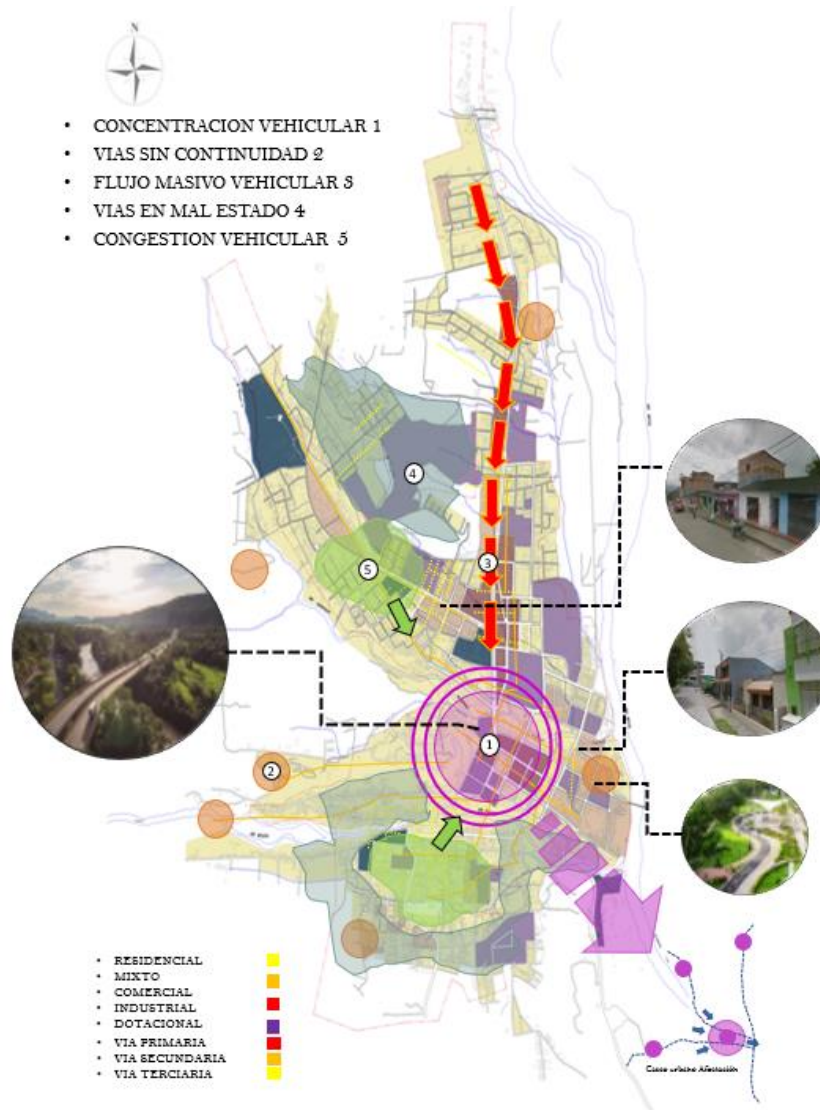 • CONCENTRACION VEHICULAR 1
• VIAS SIN CONTINUIDAD 2
• FLUJO MASIVO VEHICULAR 3
• VIAS EN MAL ESTADO 4
• CONGESTION VEHICULAR 5
4
5
3
1
2
• RESIDENCIAL
• MIXTO
• COMERCIAL
• INDUSTRIAL
• DOTACIONAL
• VIA PRIMARIA
• VIA SECUNDARIA
• VIA TERCIARIA
Casco urbano Afectación